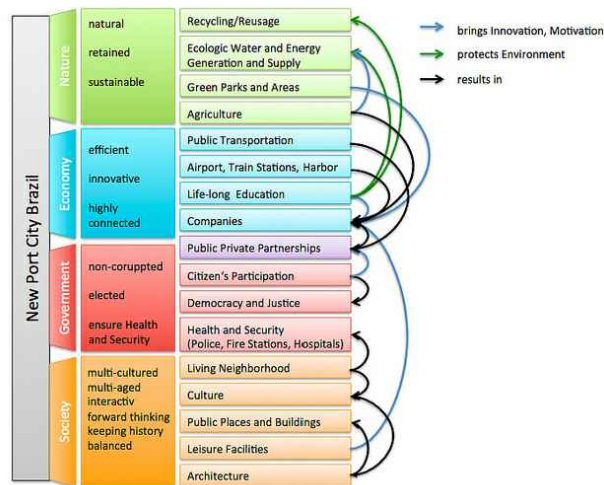 New Port City Brazil
Nature
natural
retained
sustainable
Recycling/Reusage
Ecologic Water and Energy
Generation and Supply
Green Parks and Areas
Agriculture
Economy
efficient
innovative
highly
connected
Public Transportation
Airport, Train Stations, Harbor
Life-long Education
Companies
Public Private Partnerships
Government
non-coruppted
elected
ensure Health
and Security
Citizen's Participation
Democracy and Justice
Health and Security
(Police, Fire Stations, Hospitals)
Society
multi-cultured
multi-aged
interactiv
forward thinking
keeping history
balanced
Living Neighborhood
Culture
Public Places and Buildings
Leisure Facilities
Architecture
brings Innovation, Motivation
protects Environment
results in